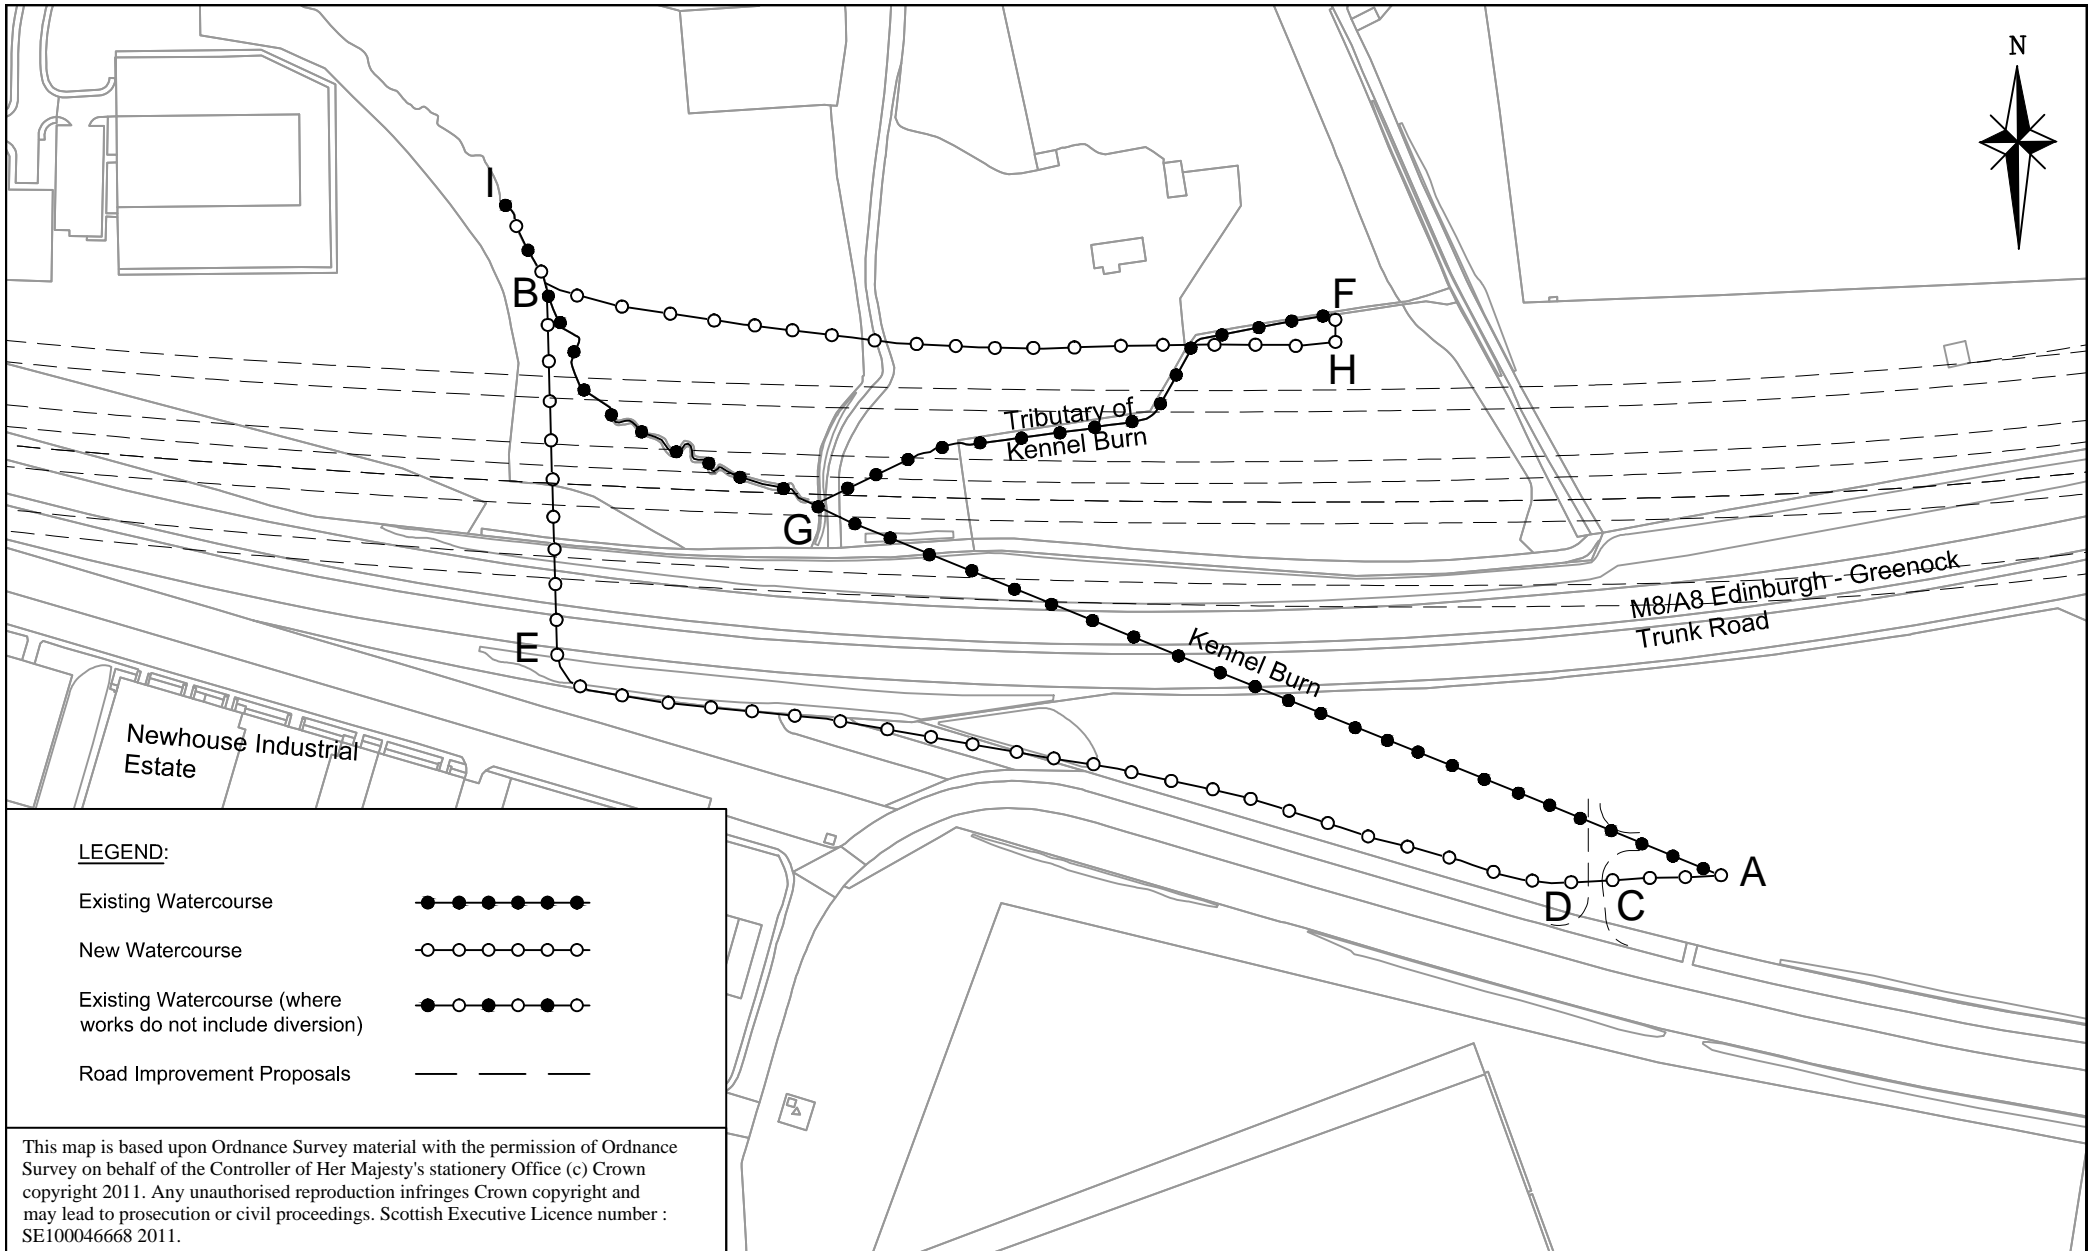 N
I
B
F
H
Tributary of
Kennel Burn
G
M8/A8 Edinburgh - Greenock
Trunk Road
Kennel Burn
E
Newhouse Industrial
Estate
A
D
C
LEGEND:
Existing Watercourse
New Watercourse
Existing Watercourse (where
works do not include diversion)
Road Improvement Proposals
This map is based upon Ordnance Survey material with the permission of Ordnance
Survey on behalf of the Controller of Her Majesty's stationery Office (c) Crown
copyright 2011. Any unauthorised reproduction infringes Crown copyright and
may lead to prosecution or civil proceedings. Scottish Executive Licence number :
SE100046668 2011.